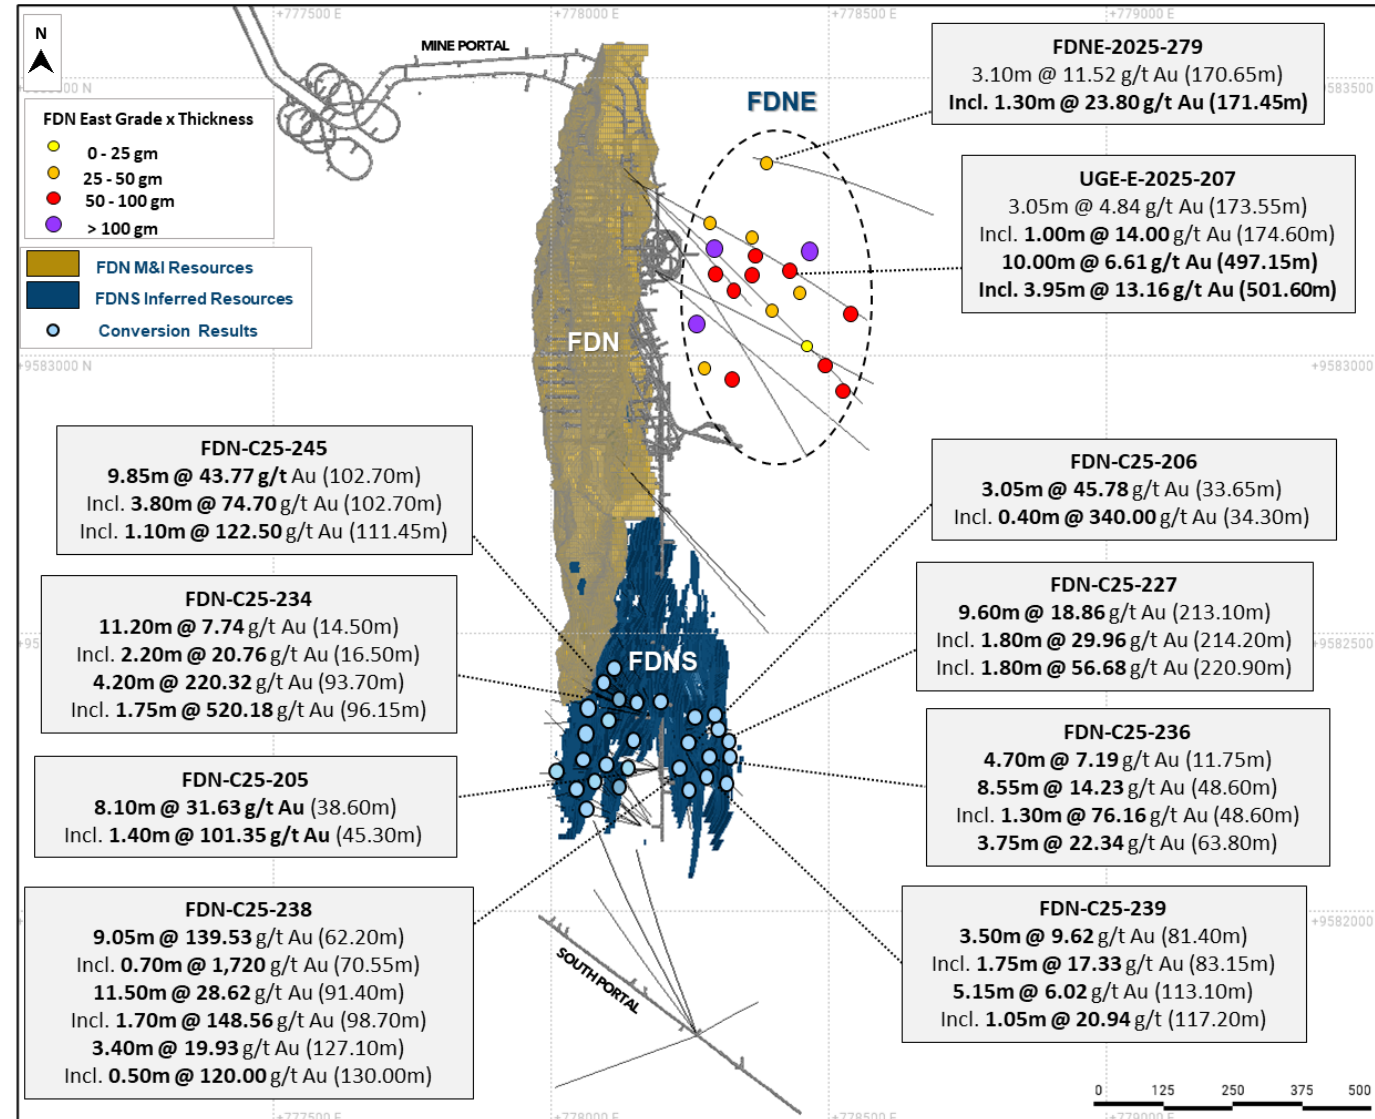 +777500 E
+778000 E
+778500 E
+779000 E
N
MINE PORTAL
FDNE
FDNE-2025-279
3.10m @ 11.52 g/t Au (170.65m)
Incl. 1.30m @ 23.80 g/t Au (171.45m)
9583500
N
FDN East Grade x Thickness
0 - 25 gm
25 - 50 gm
50 - 100 gm
> 100 gm
FDN M&I Resources
FDNS Inferred Resources
Conversion Results
UGE-E-2025-207
3.05m @ 4.84 g/t Au (173.55m)
Incl. 1.00m @ 14.00 g/t Au (174.60m)
10.00m @ 6.61 g/t Au (497.15m)
Incl. 3.95m @ 13.16 g/t Au (501.60m)
FDN
+9583000 N
+9583000
FDN-C25-245
9.85m @ 43.77 g/t Au (102.70m)
Incl. 3.80m @ 74.70 g/t Au (102.70m)
Incl. 1.10m @ 122.50 g/t Au (111.45m)
FDN-C25-206
3.05m @ 45.78 g/t Au (33.65m)
Incl. 0.40m @ 340.00 g/t Au (34.30m)
FDN-C25-234
11.20m @ 7.74 g/t Au (14.50m)
Incl. 2.20m @ 20.76 g/t Au (16.50m)
4.20m @ 220.32 g/t Au (93.70m)
Incl. 1.75m @ 520.18 g/t Au (96.15m)
FDN-C25-227
9.60m @ 18.86 g/t Au (213.10m)
Incl. 1.80m @ 29.96 g/t Au (214.20m)
Incl. 1.80m @ 56.68 g/t Au (220.90m)
+95
+9582500
FDNS
FDN-C25-205
8.10m @ 31.63 g/t Au (38.60m)
Incl. 1.40m @ 101.35 g/t Au (45.30m)
FDN-C25-236
4.70m @ 7.19 g/t Au (11.75m)
8.55m @ 14.23 g/t Au (48.60m)
Incl. 1.30m @ 76.16 g/t Au (48.60m)
3.75m @ 22.34 g/t Au (63.80m)
FDN-C25-238
9.05m @ 139.53 g/t Au (62.20m)
Incl. 0.70m @ 1,720 g/t Au (70.55m)
11.50m @ 28.62 g/t Au (91.40m)
Incl. 1.70m @ 148.56 g/t Au (98.70m)
3.40m @ 19.93 g/t Au (127.10m)
Incl. 0.50m @ 120.00 g/t Au (130.00m)
FDN-C25-239
3.50m @ 9.62 g/t Au (81.40m)
Incl. 1.75m @ 17.33 g/t Au (83.15m)
5.15m @ 6.02 g/t Au (113.10m)
Incl. 1.05m @ 20.94 g/t (117.20m)
+9582000
SOUTH PORTAL
0 125 250 375 500
+777500 E
+778000 E
+778500 E
+779000 E